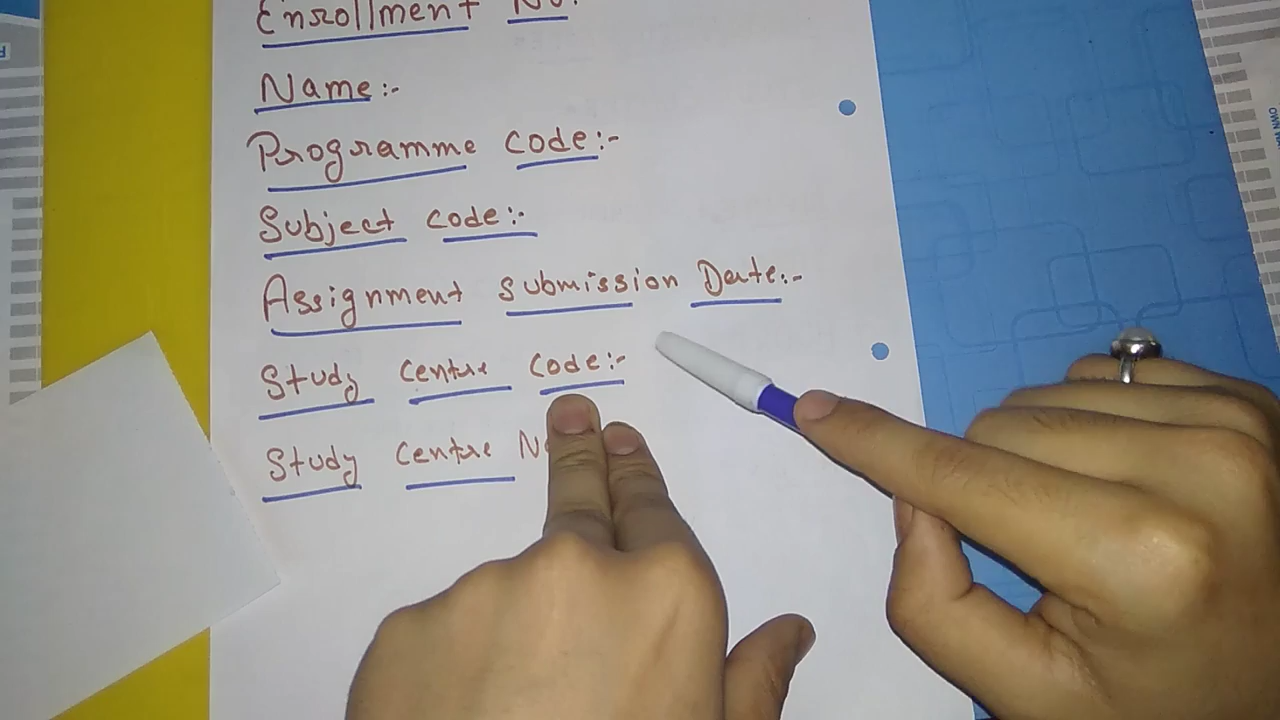 Enrollment No.
Name:-
Programme code:-
Subject code:-
Assignment submission Date:-
Study centre code:-
Study centre